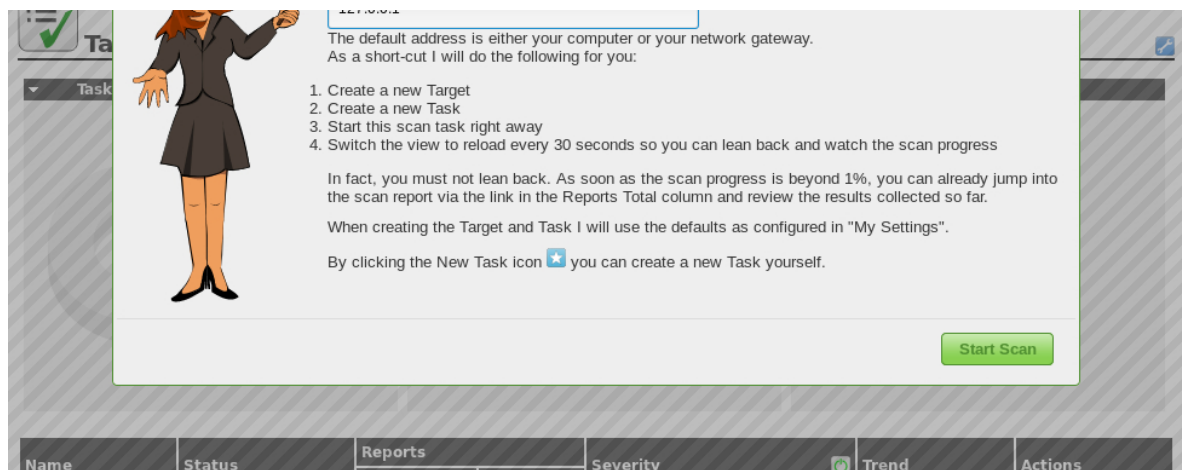 127.0.0.1
Ta
The default address is either your computer or your network gateway.
As a short-cut I will do the following for you:
Task
1. Create a new Target
2. Create a new Task
3. Start this scan task right away
4. Switch the view to reload every 30 seconds so you can lean back and watch the scan progress
In fact, you must not lean back. As soon as the scan progress is beyond 1%, you can already jump into
the scan report via the link in the Reports Total column and review the results collected so far.
When creating the Target and Task I will use the defaults as configured in "My Settings".
By clicking the New Task icon you can create a new Task yourself.
Start Scan
Name Status Reports Severity Trend Actions